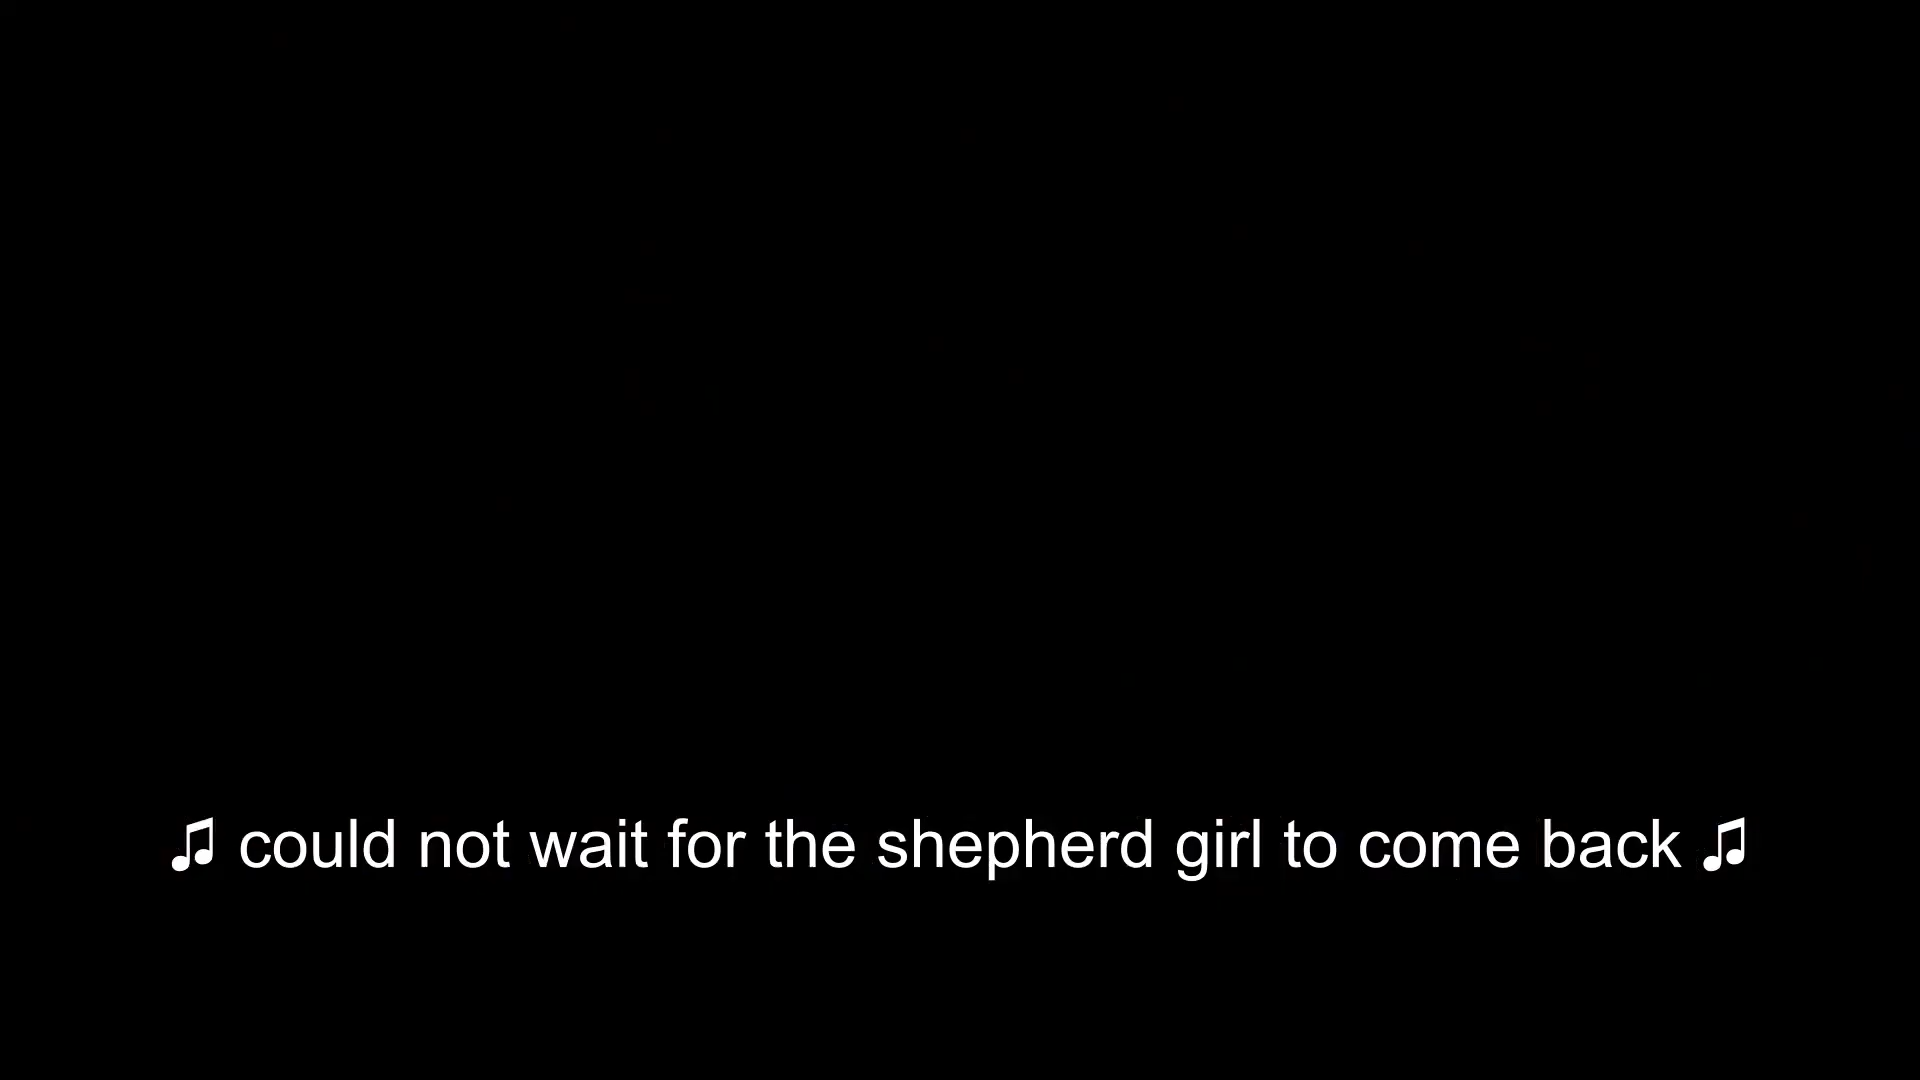 ♫ could not wait for the shepherd girl to come back ♫